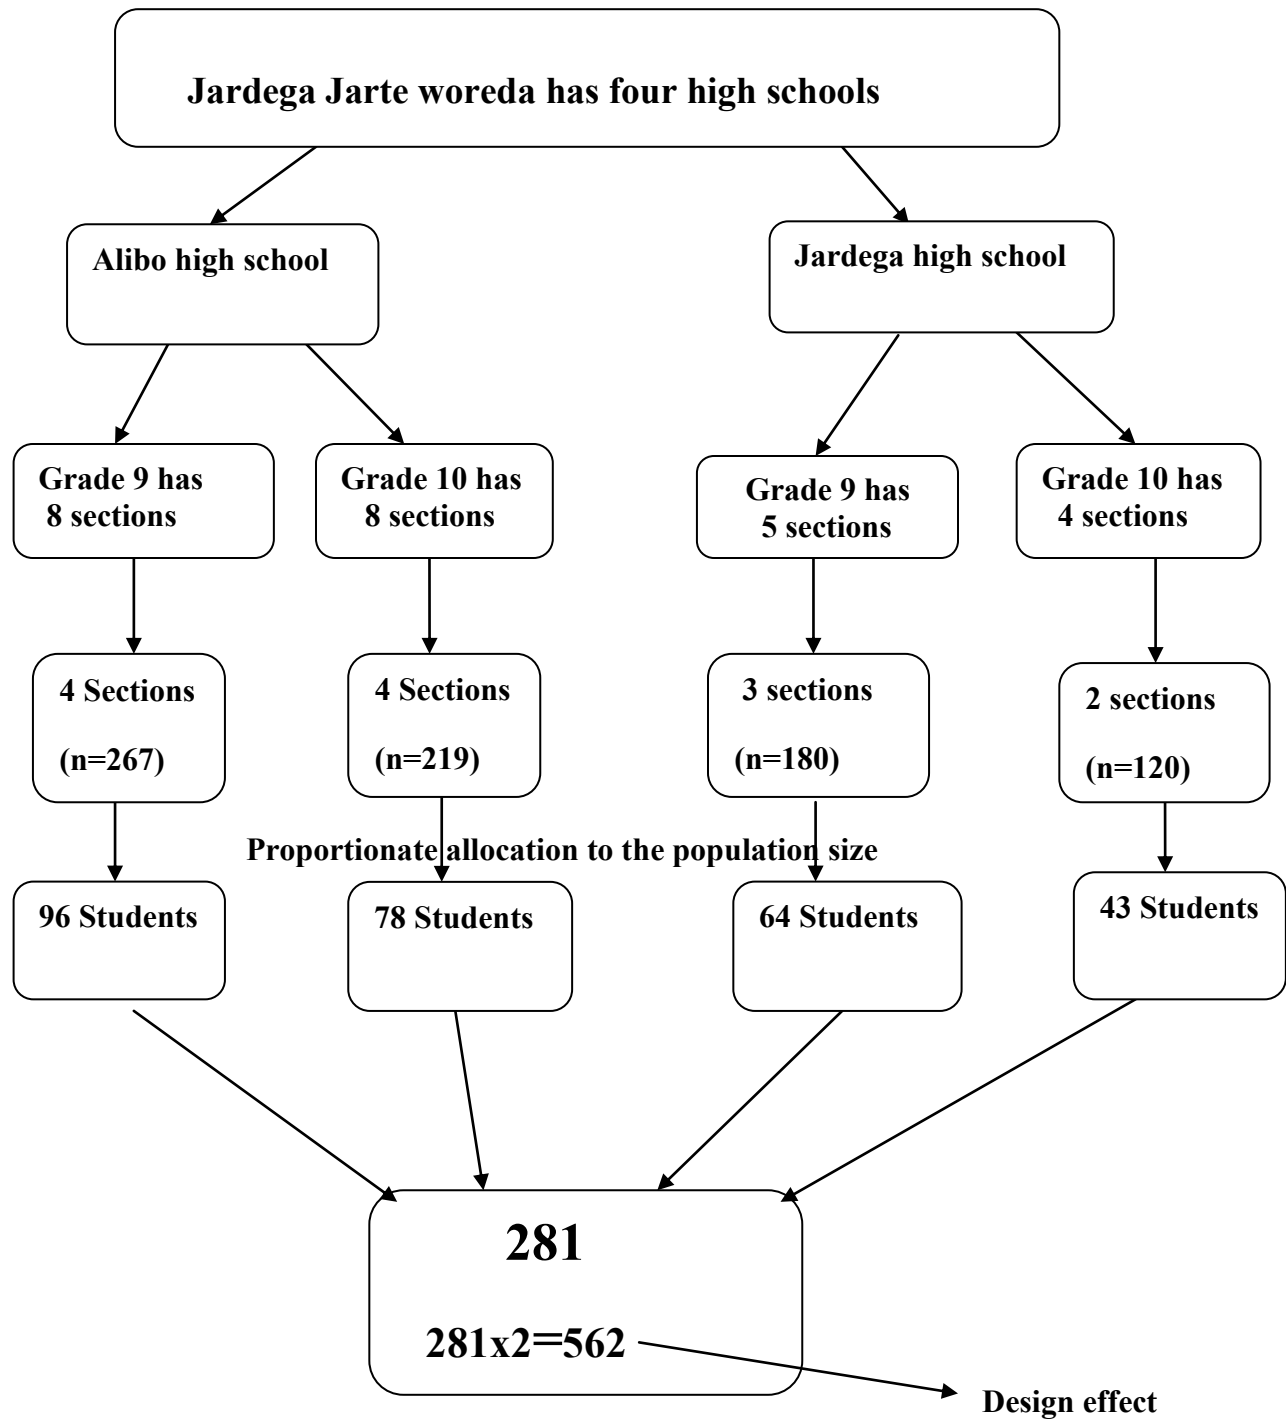 Jardega Jarte woreda has four high schools
Alibo high school
Jardega high school
Grade 9 has
8 sections
Grade 10 has
8 sections
Grade 9 has
5 sections
Grade 10 has
4 sections
4 Sections
(n=267)
4 Sections
(n=219)
3 sections
(n=180)
2 sections
(n=120)
Proportionate allocation to the population size
96 Students
78 Students
64 Students
43 Students
281
281x2=562
Design effect